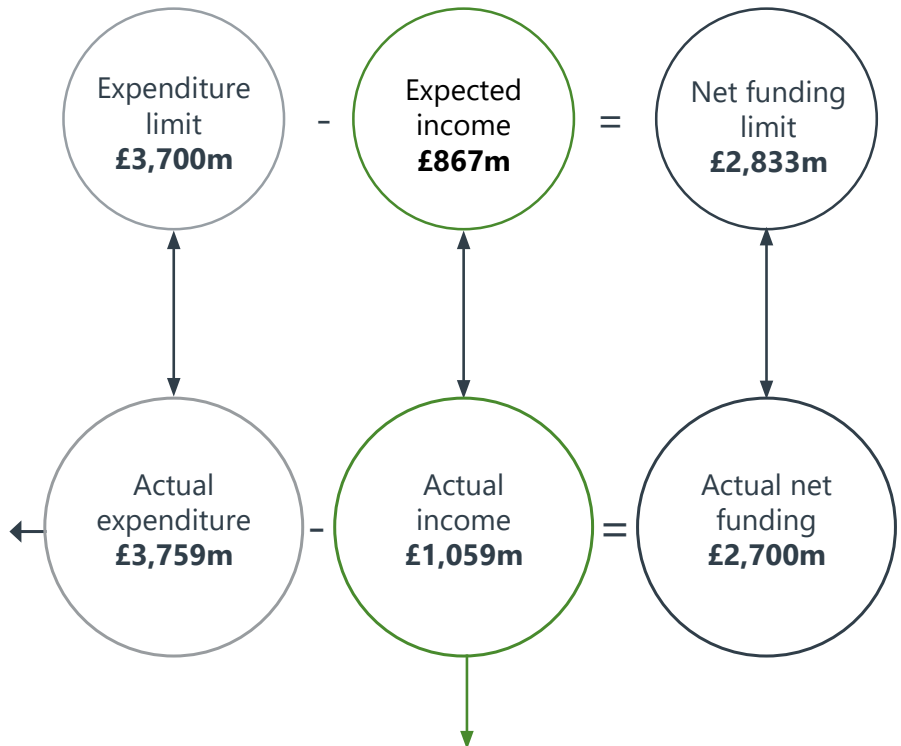 Expenditure
limit
£3,700m
-
Expected
income
£867m
=
Net funding
limit
£2,833m
Actual
expenditure
£3,759m
-
Actual
income
£1,059m
=
Actual net
funding
£2,700m